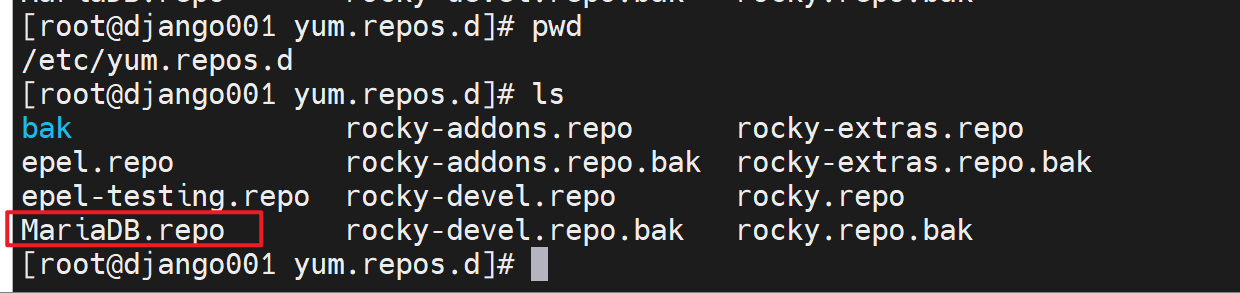 [root@django001 yum.repos.d]# pwd
/etc/yum.repos.d
[root@django001 yum.repos.d]# ls
bak rocky-addons.repo rocky-extras.repo
epel.repo rocky-addons.repo.bak rocky-extras.repo.bak
epel-testing.repo rocky-devel.repo rocky.repo
MariaDB.repo rocky-devel.repo.bak rocky.repo.bak
[root@django001 yum.repos.d]#